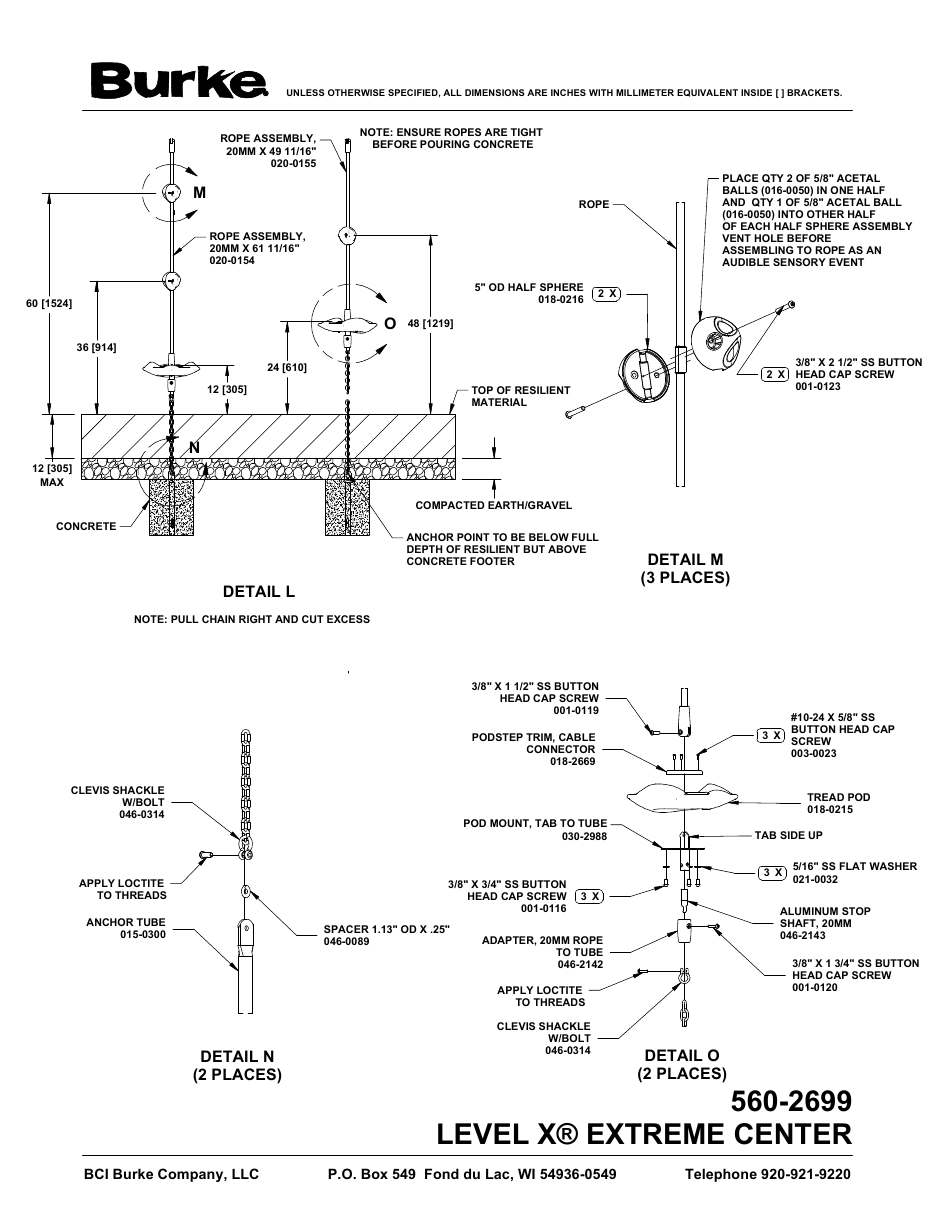 Burke
UNLESS OTHERWISE SPECIFIED, ALL DIMENSIONS ARE INCHES WITH MILLIMETER EQUIVALENT INSIDE [ ] BRACKETS.
ROPE ASSEMBLY,
20MM X 49 11/16"
020-0155
NOTE: ENSURE ROPES ARE TIGHT
BEFORE POURING CONCRETE
M
ROPE ASSEMBLY,
20MM X 61 11/16"
020-0154
60 [1524]
36 [914]
12 [305]
24 [610]
O
48 [1219]
TOP OF RESILIENT
MATERIAL
N
12 [305]
MAX
CONCRETE
COMPACTED EARTH/GRAVEL
ANCHOR POINT TO BE BELOW FULL
DEPTH OF RESILIENT BUT ABOVE
CONCRETE FOOTER
DETAIL L
NOTE: PULL CHAIN RIGHT AND CUT EXCESS
ROPE
PLACE QTY 2 OF 5/8" ACETAL
BALLS (016-0050) IN ONE HALF
AND QTY 1 OF 5/8" ACETAL BALL
(016-0050) INTO OTHER HALF
OF EACH HALF SPHERE ASSEMBLY
VENT HOLE BEFORE
ASSEMBLING TO ROPE AS AN
AUDIBLE SENSORY EVENT
5" OD HALF SPHERE
018-0216
2 X
3/8" X 2 1/2" SS BUTTON
HEAD CAP SCREW
001-0123
2 X
DETAIL M
(3 PLACES)
CLEVIS SHACKLE
W/BOLT
046-0314
APPLY LOCTITE
TO THREADS
ANCHOR TUBE
015-0300
SPACER 1.13" OD X .25"
046-0089
DETAIL N
(2 PLACES)
3/8" X 1 1/2" SS BUTTON
HEAD CAP SCREW
001-0119
PODSTEP TRIM, CABLE
CONNECTOR
018-2669
3 X
#10-24 X 5/8" SS
BUTTON HEAD CAP
SCREW
003-0023
TREAD POD
018-0215
POD MOUNT, TAB TO TUBE
030-2988
TAB SIDE UP
3 X
5/16" SS FLAT WASHER
021-0032
3/8" X 3/4" SS BUTTON
HEAD CAP SCREW
001-0116
3 X
ALUMINUM STOP
SHAFT, 20MM
046-2143
ADAPTER, 20MM ROPE
TO TUBE
046-2142
3/8" X 1 3/4" SS BUTTON
HEAD CAP SCREW
001-0120
APPLY LOCTITE
TO THREADS
CLEVIS SHACKLE
W/BOLT
046-0314
DETAIL O
(2 PLACES)
560-2699
LEVEL X® EXTREME CENTER
BCI Burke Company, LLC P.O. Box 549 Fond du Lac, WI 54936-0549 Telephone 920-921-9220